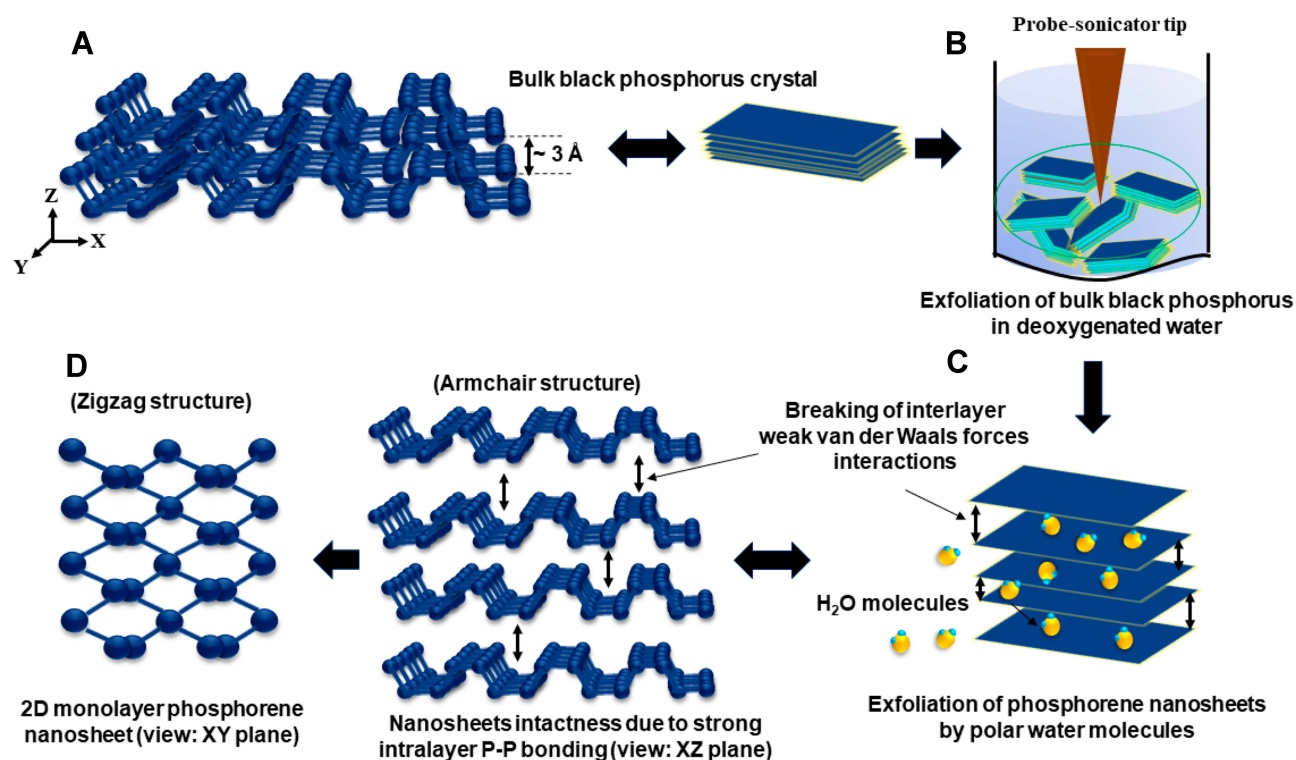 A
Bulk black phosphorus crystal
~ 3 Å
Z
X
Y
Probe-sonicator tip
B
Exfoliation of bulk black phosphorus
in deoxygenated water
D
(Zigzag structure)
2D monolayer phosphorene
nanosheet (view: XY plane)
(Armchair structure)
Nanosheets intactness due to strong
intralayer P-P bonding (view: XZ plane)
Breaking of interlayer
weak van der Waals forces
interactions
C
H₂O molecules
Exfoliation of phosphorene nanosheets
by polar water molecules